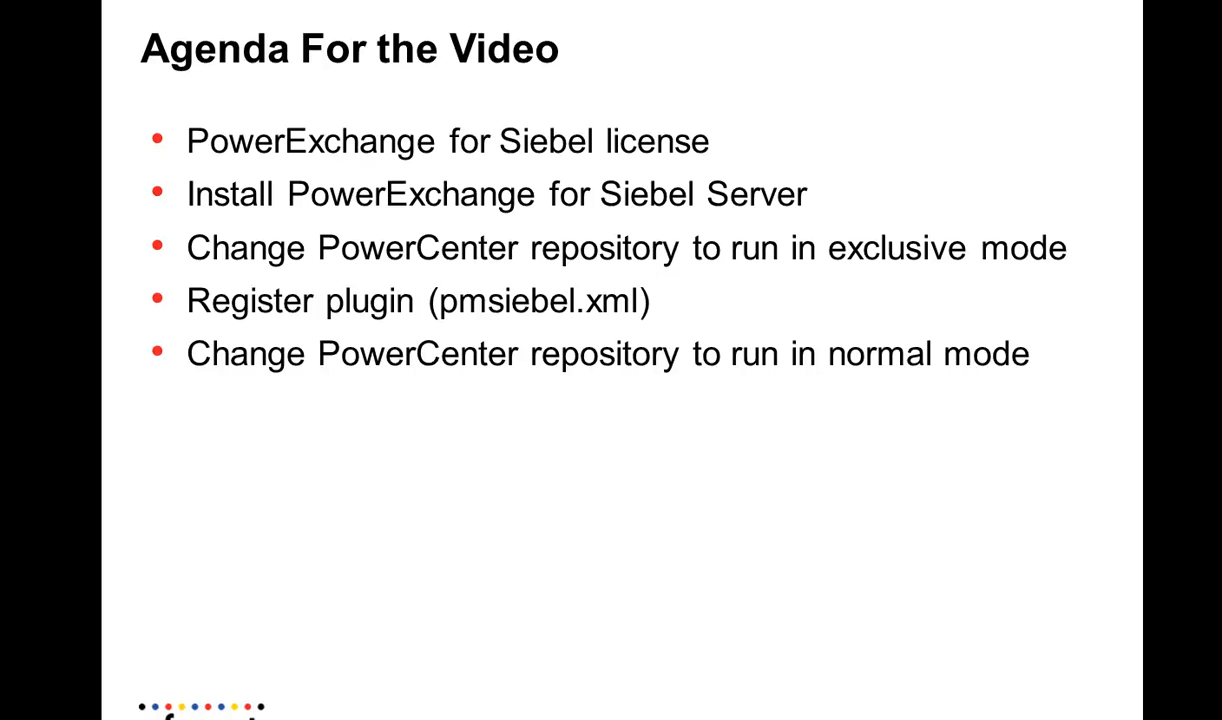 Agenda For the Video
PowerExchange for Siebel license
Install PowerExchange for Siebel Server
Change PowerCenter repository to run in exclusive mode
Register plugin (pmsiebel.xml)
Change PowerCenter repository to run in normal mode